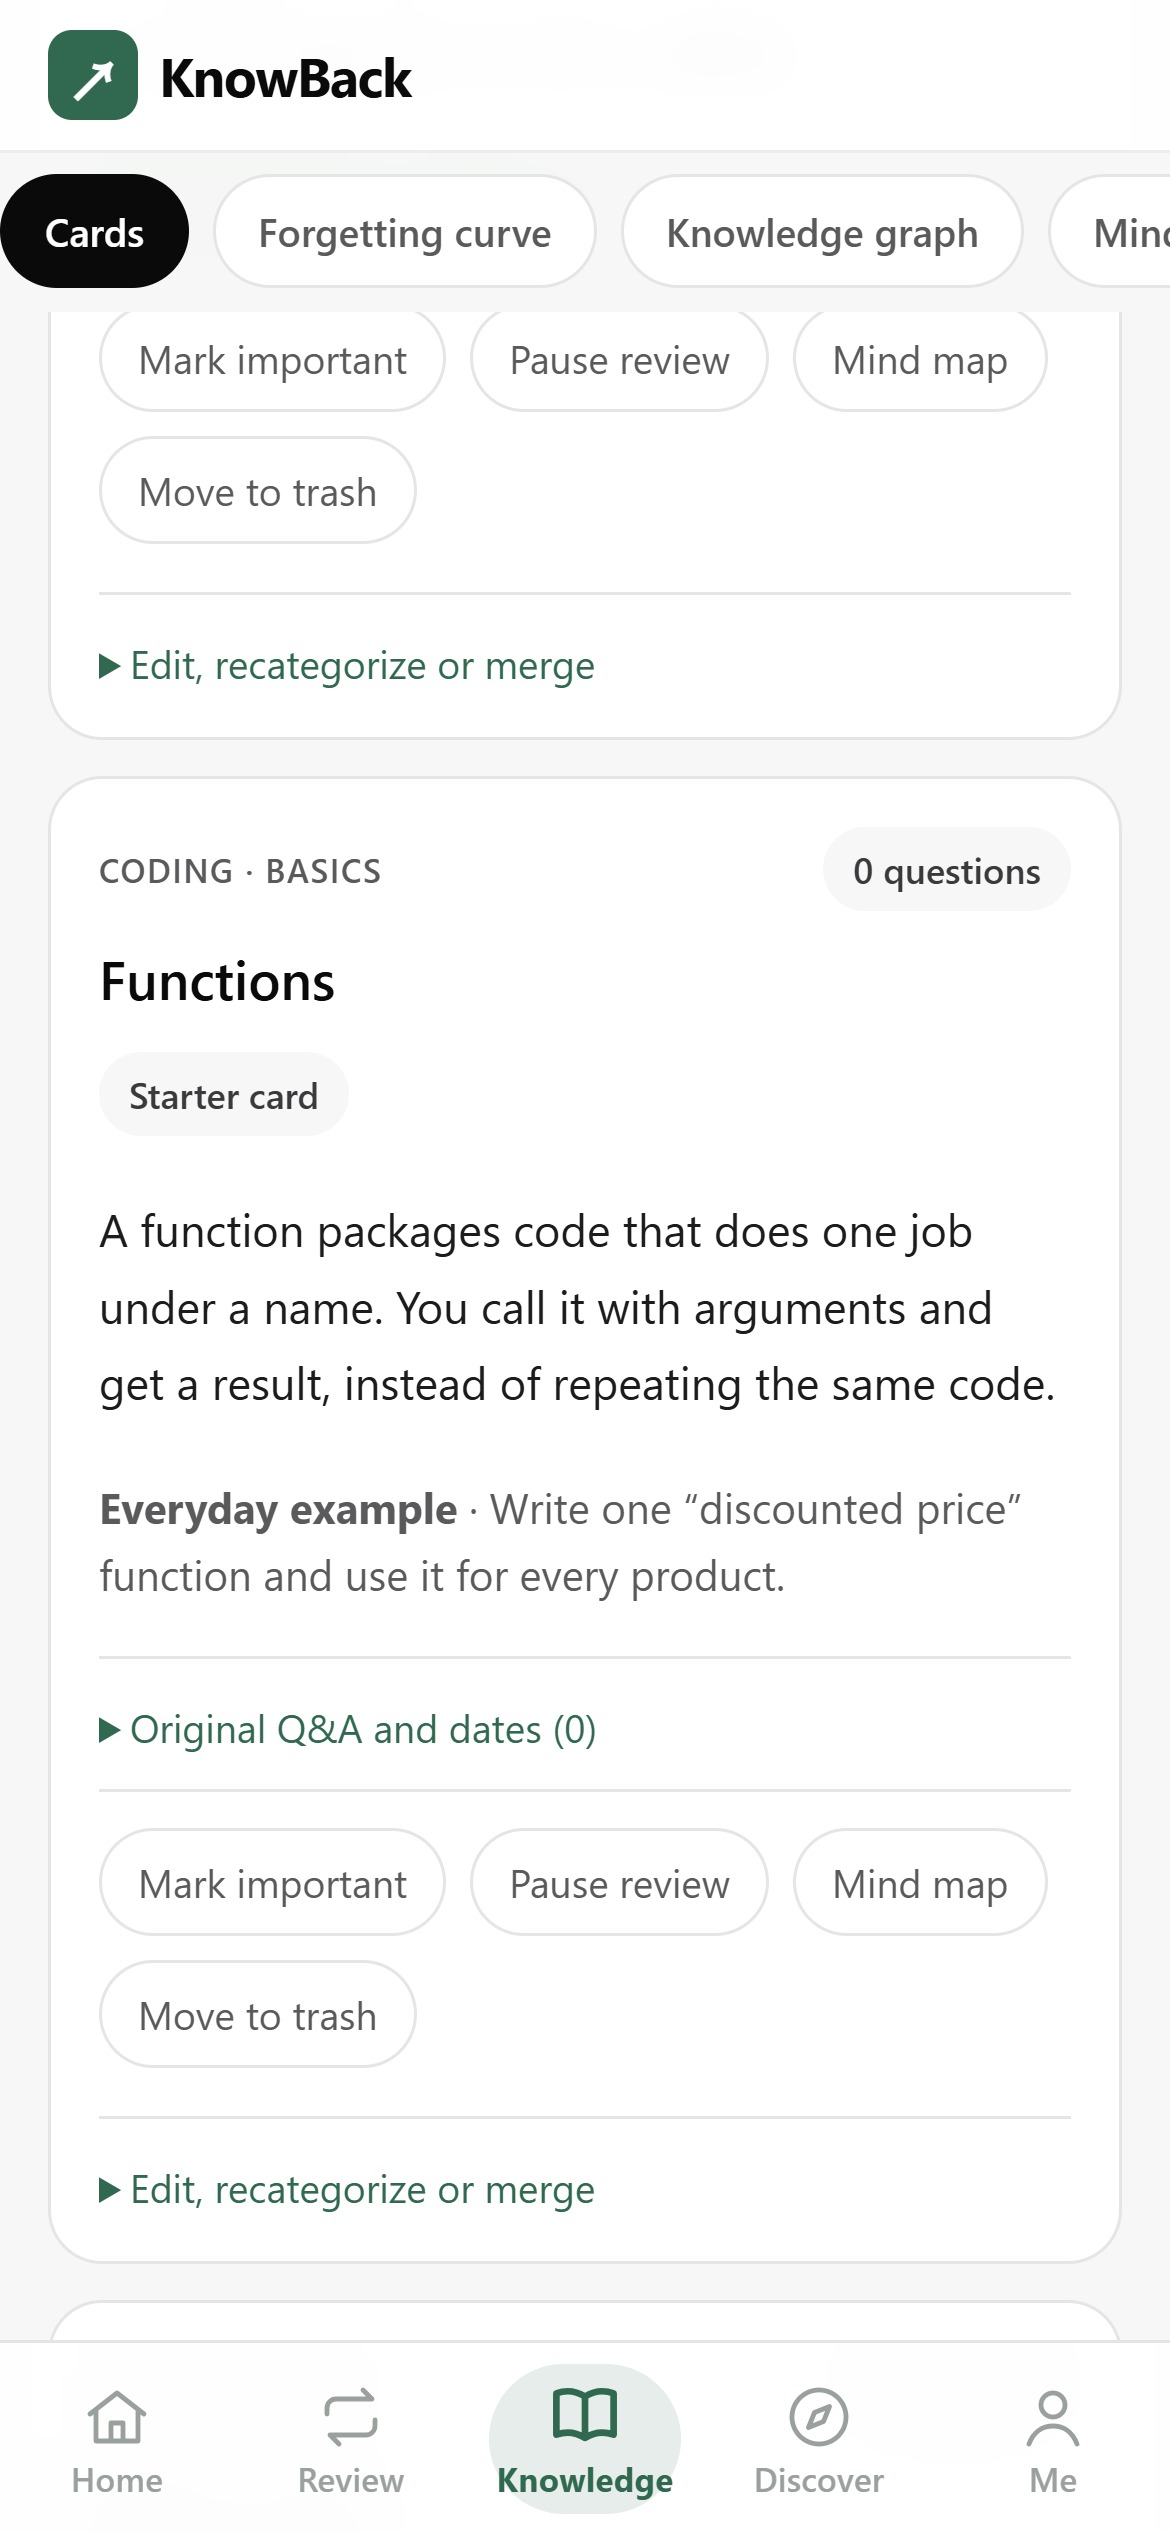 KnowBack
Cards
Forgetting curve
Knowledge graph
Mark important
Pause review
Mind map
Move to trash
Edit, recategorize or merge
CODING · BASICS
0 questions
Functions
Starter card
A function packages code that does one job
under a name. You call it with arguments and
get a result, instead of repeating the same code.
Everyday example · Write one “discounted price”
function and use it for every product.
Original Q&A and dates (0)
Mark important
Pause review
Mind map
Move to trash
Edit, recategorize or merge
Home
Review
Knowledge
Discover
Me